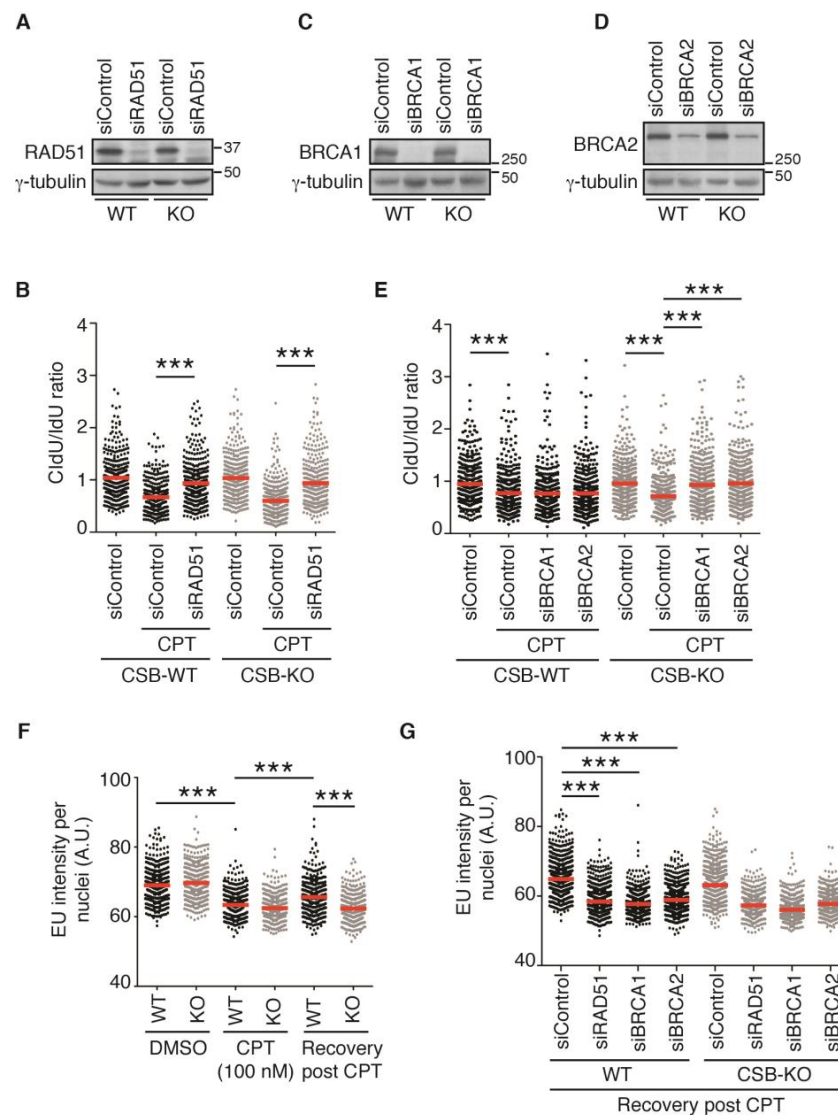 A
siControl siRAD51 siControl siRAD51
RAD51
37
50
γ-tubulin
WT KO
C
siControl siBRCA1 siControl siBRCA1
BRCA1
250
50
γ-tubulin
WT KO
D
siControl siBRCA2 siControl siBRCA2
BRCA2
250
50
γ-tubulin
WT KO
B
CldU/IdU ratio
4
3
2
1
0
*** ***
siControl siControl siRAD51 siControl siControl siRAD51
CPT CPT
CSB-WT CSB-KO
E
CldU/IdU ratio
4
3
2
1
0
***
*** *** ***
siControl siControl siBRCA1 siBRCA2 siControl siControl siBRCA1 siBRCA2
CPT CPT
CSB-WT CSB-KO
F
EU intensity per
nuclei (A.U.)
100
80
60
40
*** *** ***
WT KO WT KO WT KO
DMSO CPT Recovery
(100 nM) post CPT
G
EU intensity per
nuclei (A.U.)
100
80
60
40
***
***
***
siControl siRAD51 siBRCA1 siBRCA2 siControl siRAD51 siBRCA1 siBRCA2
WT CSB-KO
Recovery post CPT